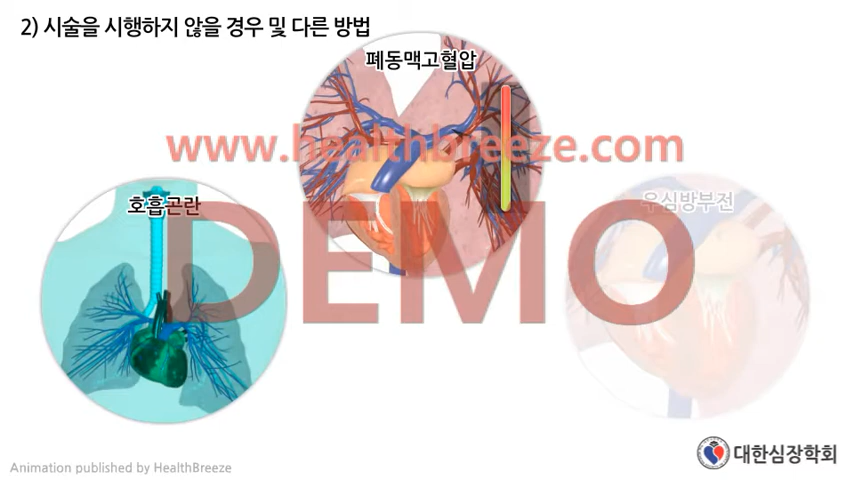 2) 시술을 시행하지 않을 경우 및 다른 방법
폐동맥고혈압
www.healthbreeze.com
호흡곤란
우심방부전
DEMO
대한심장학회
Animation published by HealthBreeze